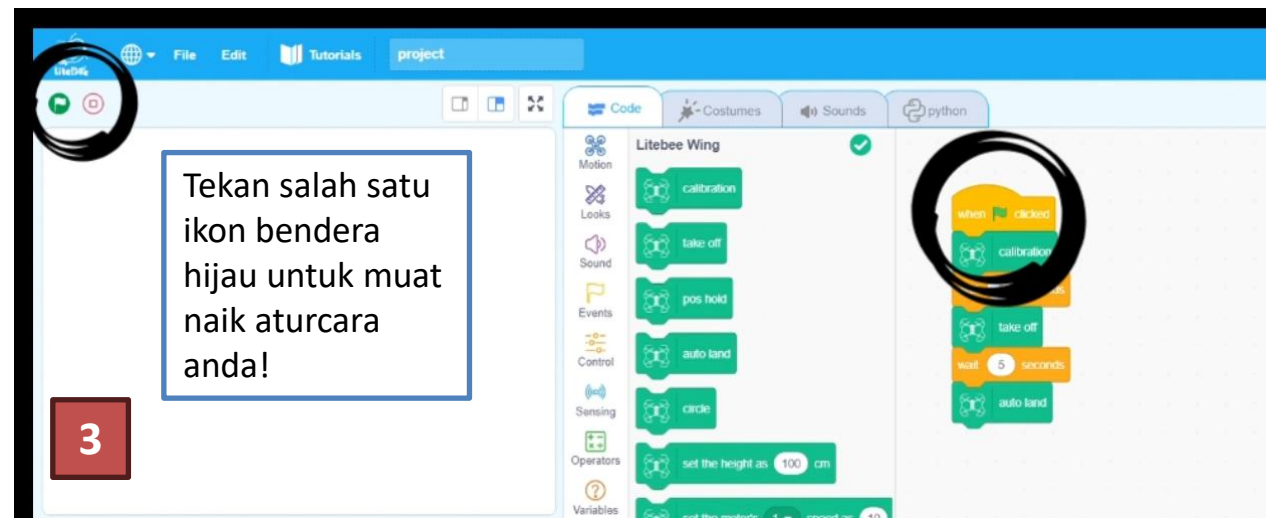 LiteBee
File Edit Tutorials project
Code Costumes Sounds python
Tekan salah satu
ikon bendera
hijau untuk muat
naik aturcara
anda!
3
Motion
Looks
Sound
Events
Control
Sensing
Operators
Variables
Litebee Wing
calibration
take off
pos hold
auto land
circle
set the height as 100 cm
when clicked
calibration
take off
wait 5 seconds
auto land